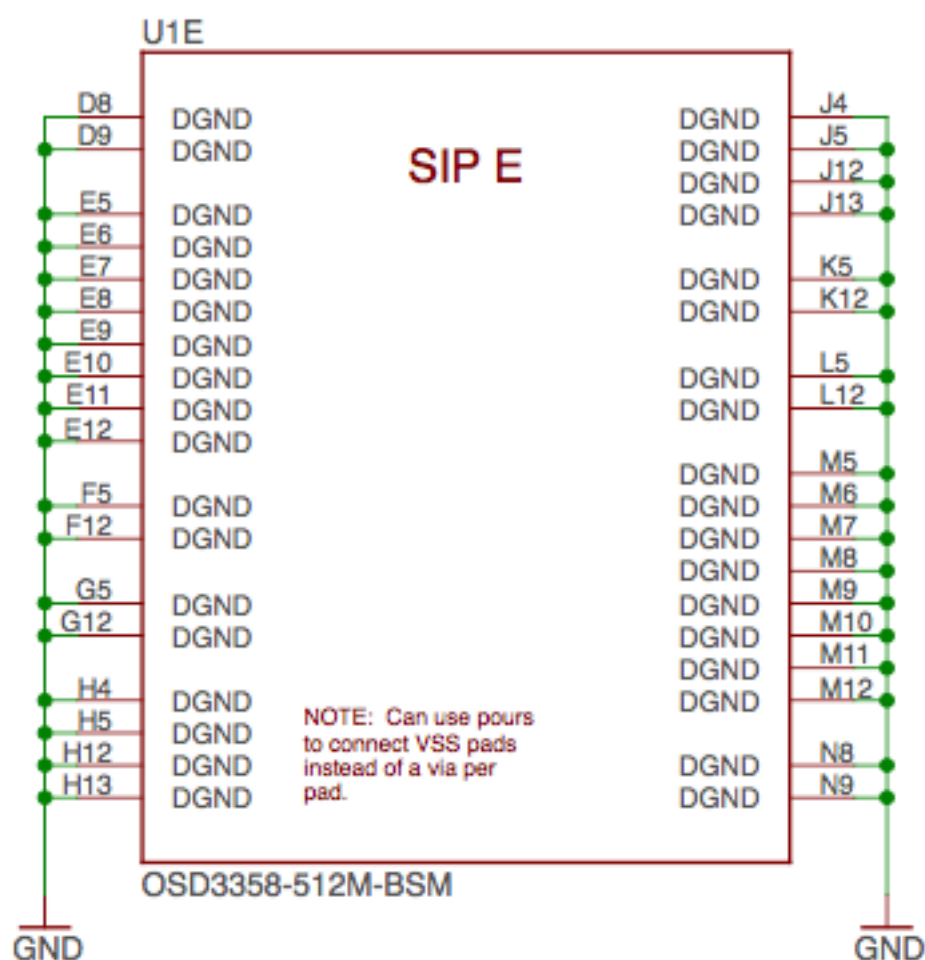 U1E
D8 DGND DGND J4
D9 DGND DGND J5
SIP E
DGND J12
E5 DGND DGND J13
E6 DGND
E7 DGND DGND K5
E8 DGND DGND K12
E9 DGND
E10 DGND DGND L5
E11 DGND DGND L12
E12 DGND
DGND M5
F5 DGND DGND M6
F12 DGND DGND M7
DGND M8
G5 DGND DGND M9
G12 DGND DGND M10
DGND M11
H4 DGND DGND M12
H5 DGND
H12 DGND DGND N8
H13 DGND DGND N9
NOTE: Can use pours
to connect VSS pads
instead of a via per
pad.
OSD3358-512M-BSM
GND GND